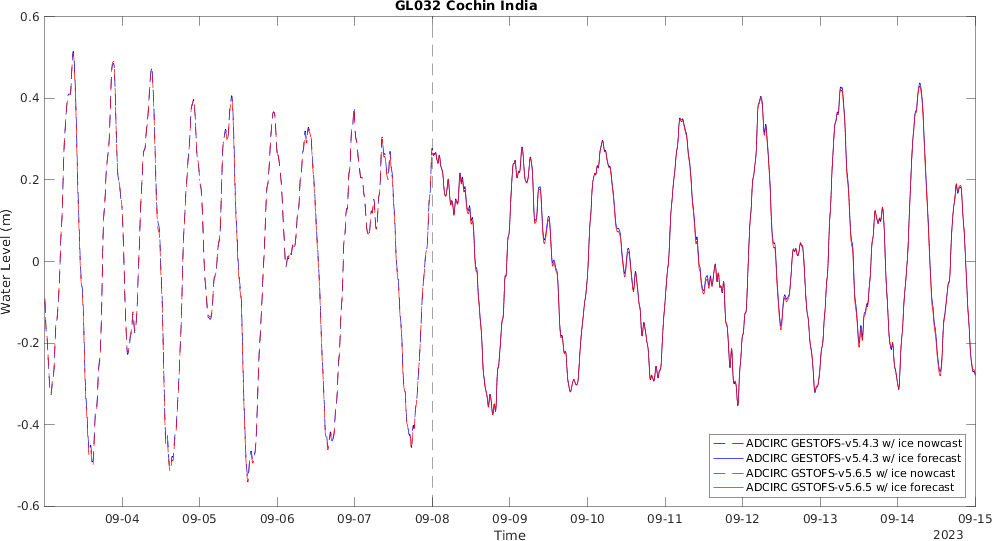 GL032 Cochin India
0.6
0.4
0.2
0
-0.2
-0.4
-0.6
Water Level (m)
ADCIRC GESTOFS-v5.4.3 w/ ice nowcast
ADCIRC GESTOFS-v5.4.3 w/ ice forecast
ADCIRC GSTOFS-v5.6.5 w/ ice nowcast
ADCIRC GSTOFS-v5.6.5 w/ ice forecast
09-04 09-05 09-06 09-07 09-08 09-09 09-10 09-11 09-12 09-13 09-14 09-15
Time
2023